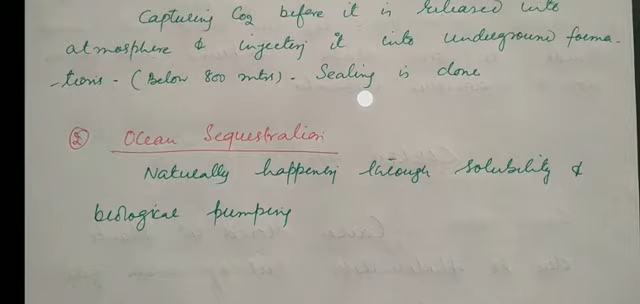 Capturing CO2 before it is released into
atmosphere & injecting it into underground forma-
-tions - (Below 800 mtrs) - Sealing is done
② Ocean Sequestration
Naturally happening through solubility &
biological pumping